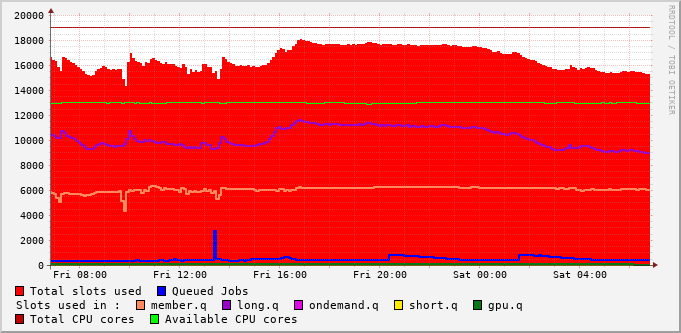 20000
18000
16000
14000
12000
10000
8000
6000
4000
2000
0
Fri 08:00 Fri 12:00 Fri 16:00 Fri 20:00 Sat 00:00 Sat 04:00
RRDTOOL / TOBI OETIKER
Total slots used Queued Jobs
Slots used in : member.q long.q ondemand.q short.q gpu.q
Total CPU cores Available CPU cores